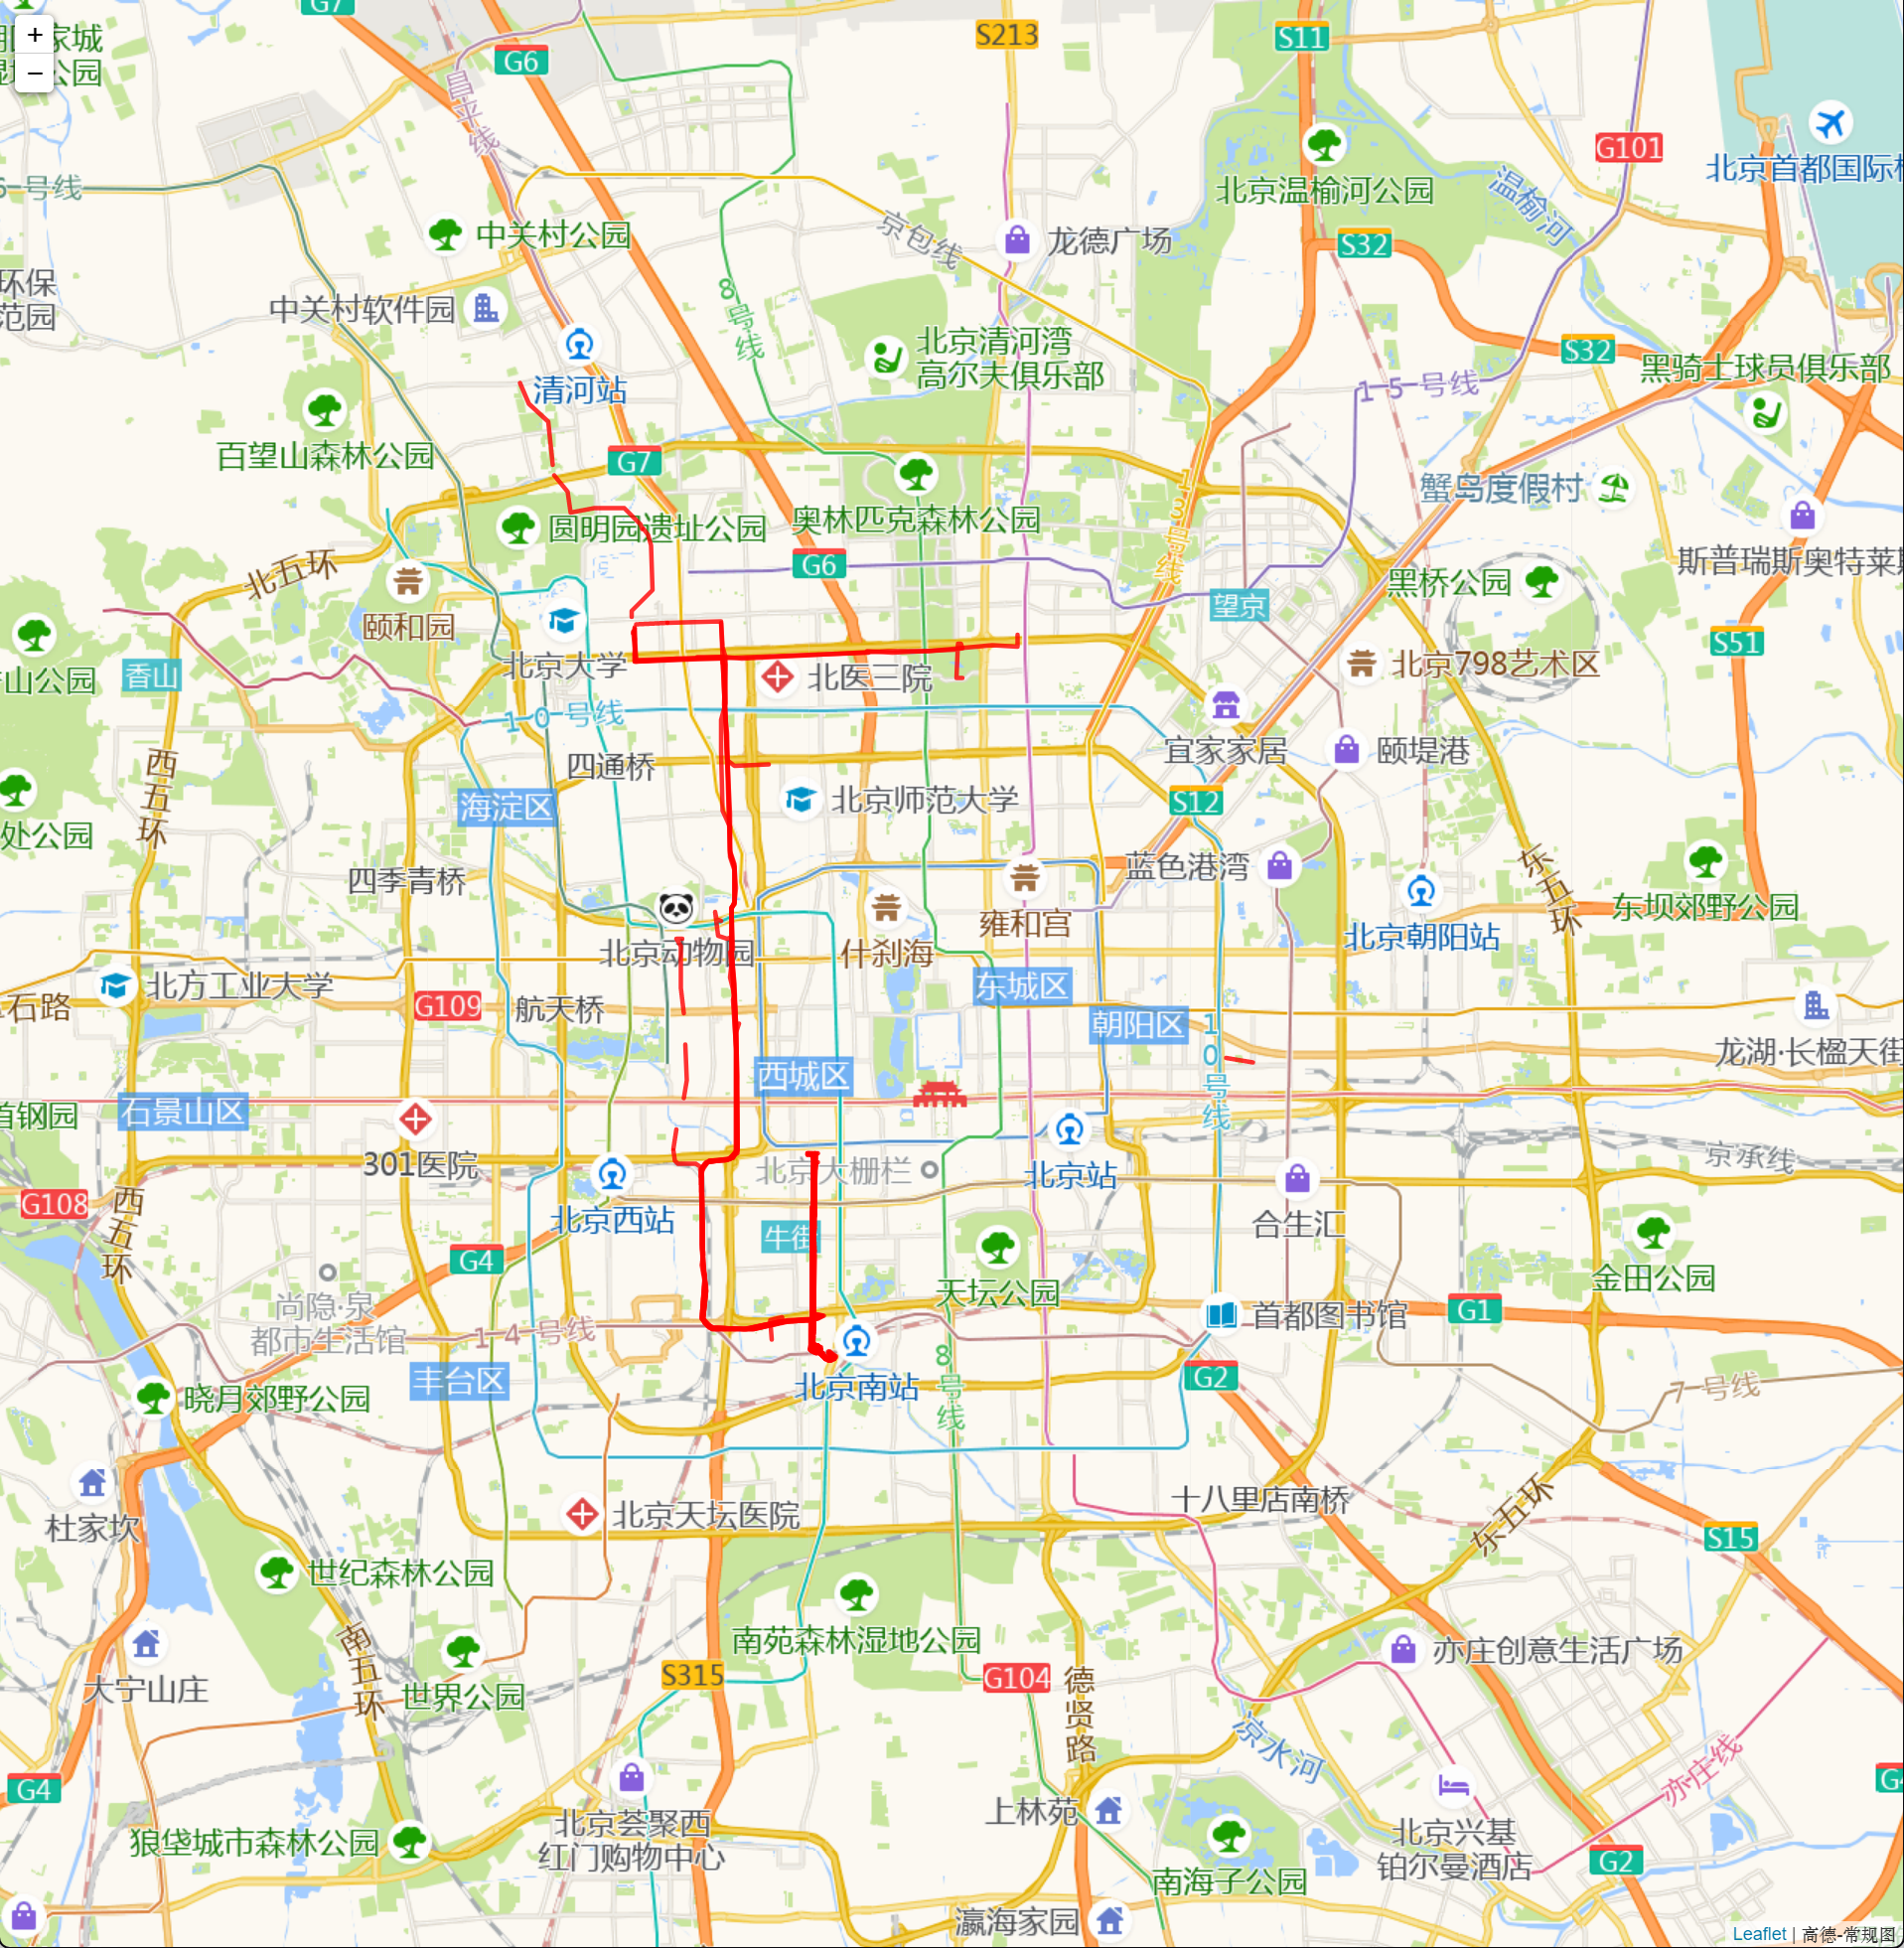 G7
+
−
家城
公园
G6
S213
S11
G101
昌平线
北京首都国际机
6号线
北京温榆河公园
温榆河
中关村公园
京包线
龙德广场
S32
环保
范园
中关村软件园
8号线
北京清河湾
高尔夫俱乐部
S32
黑骑士球员俱乐部
清河站
15号线
百望山森林公园
G7
蟹岛度假村
圆明园遗址公园
奥林匹克森林公园
13号线
北五环
G6
斯普瑞斯奥特莱斯
黑桥公园
颐和园
望京
S51
山公园
香山
北京大学
北医三院
北京798艺术区
10号线
西五环
四通桥
宜家家居
颐堤港
海淀区
北京师范大学
S12
处公园
四季青桥
蓝色港湾
东五环
东坝郊野公园
北京动物园
什刹海
雍和宫
北京朝阳站
北方工业大学
东城区
石路
G109
航天桥
朝阳区
10号线
龙湖·长楹天街
西城区
首钢园
石景山区
301医院
北京大栅栏
北京站
京承线
G108
西五环
北京西站
牛街
合生汇
G4
天坛公园
金田公园
尚隐·泉
都市生活馆
14号线
首都图书馆
G1
丰台区
8号线
G2
晓月郊野公园
北京南站
7号线
十八里店南桥
杜家坎
北京天坛医院
东五环
S15
世纪森林公园
南五环
南苑森林湿地公园
亦庄创意生活广场
大宁山庄
世界公园
S315
G104
德贤路
凉水河
亦庄线
G4
上林苑
北京荟聚西
红门购物中心
狼垡城市森林公园
北京兴基
铂尔曼酒店
G2
南海子公园
瀛海家园
Leaflet | 高德-常规图